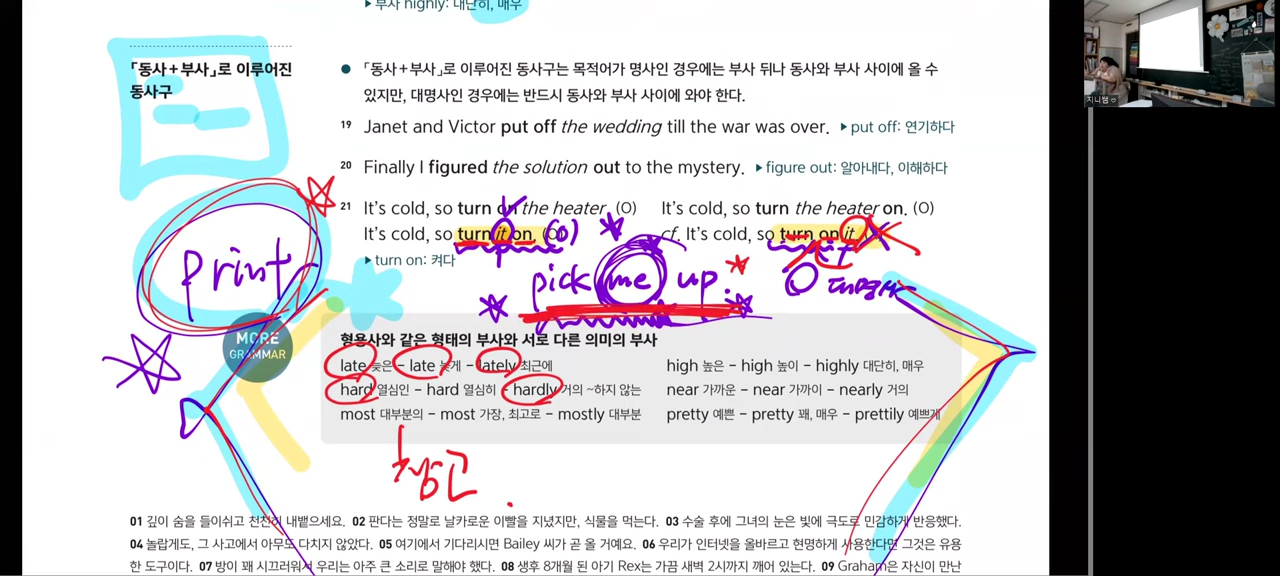 ▶ 부사 highly: 대단히, 매우
「동사+부사」로 이루어진
동사구
● 「동사+부사」로 이루어진 동사구는 목적어가 명사인 경우에는 부사 뒤나 동사와 부사 사이에 올 수
있지만, 대명사인 경우에는 반드시 동사와 부사 사이에 와야 한다.
19 Janet and Victor put off the wedding till the war was over. ▶ put off: 연기하다
20 Finally I figured the solution out to the mystery. ▶ figure out: 알아내다, 이해하다
21 It's cold, so turn on the heater. (O) It's cold, so turn the heater on. (O)
It's cold, so turn it on. (O) cf. It's cold, so turn on it.
(O)
▶ turn on: 켜다
print
pick me up.
대명사
지니쌤
MORE
GRAMMAR
형용사와 같은 형태의 부사와 서로 다른 의미의 부사
late 늦은 – late 늦게 – lately 최근에 high 높은 – high 높이 – highly 대단히, 매우
hard 열심인 – hard 열심히 – hardly 거의 ~하지 않는 near 가까운 – near 가까이 – nearly 거의
most 대부분의 – most 가장, 최고로 – mostly 대부분 pretty 예쁜 – pretty 꽤, 매우 – prettily 예쁘게
01 깊이 숨을 들이쉬고 천천히 내뱉으세요. 02 판다는 정말로 날카로운 이빨을 지녔지만, 식물을 먹는다. 03 수술 후에 그녀의 눈은 빛에 극도로 민감하게 반응했다.
04 놀랍게도, 그 사고에서 아무도 다치지 않았다. 05 여기에서 기다리시면 Bailey 씨가 곧 올 거예요. 06 우리가 인터넷을 올바르고 현명하게 사용한다면 그것은 유용
한 도구이다. 07 방이 꽤 시끄러워서 우리는 아주 큰 소리로 말해야 했다. 08 생후 8개월 된 아기 Rex는 가끔 새벽 2시까지 깨어 있는다. 09 Graham은 자신이 만난